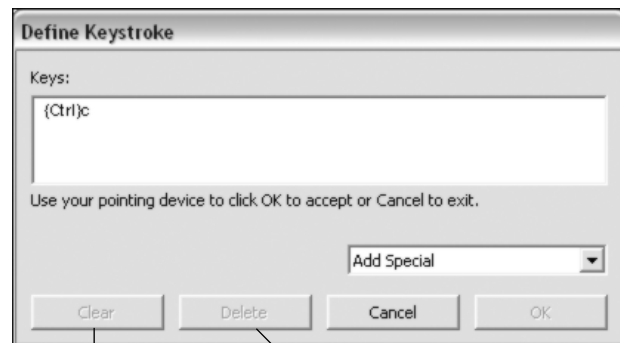 Define Keystroke
Keys:
{Ctrl}c
Use your pointing device to click OK to accept or Cancel to exit.
Add Special
Clear Delete Cancel OK